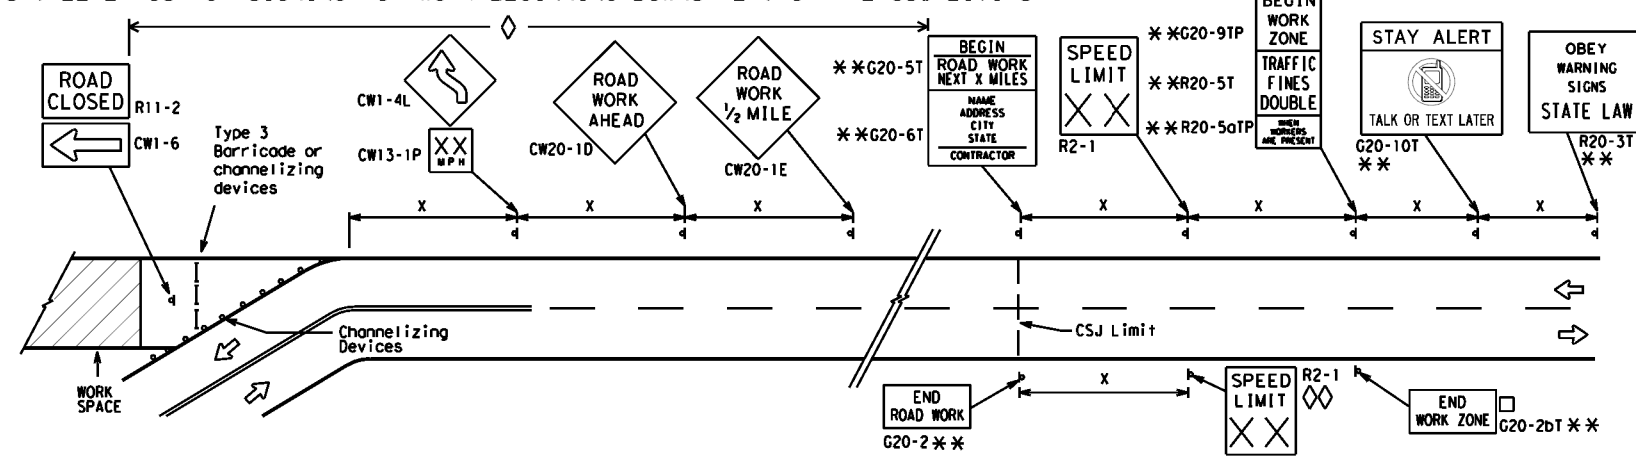 ROAD
CLOSED
R11-2
CW1-6
Type 3
Barricade or
channelizing
devices
CW1-4L
XX
MPH
CW13-1P
ROAD
WORK
AHEAD
CW20-1D
ROAD
WORK
1/2 MILE
CW20-1E
**G20-5T
**G20-6T
BEGIN
ROAD WORK
NEXT X MILES
NAME
ADDRESS
CITY
STATE
CONTRACTOR
SPEED
LIMIT
XX
R2-1
**G20-9TP
**R20-5T
**R20-5aTP
BEGIN
WORK
ZONE
TRAFFIC
FINES
DOUBLE
WHEN
WORKERS
ARE PRESENT
STAY ALERT
TALK OR TEXT LATER
G20-10T
**
OBEY
WARNING
SIGNS
STATE LAW
R20-3T
**
X
X
X
X
X
X
X
Channelizing
Devices
CSJ Limit
WORK
SPACE
END
ROAD WORK
G20-2 **
X
SPEED
LIMIT
XX
R2-1
END
WORK ZONE
G20-2bT **